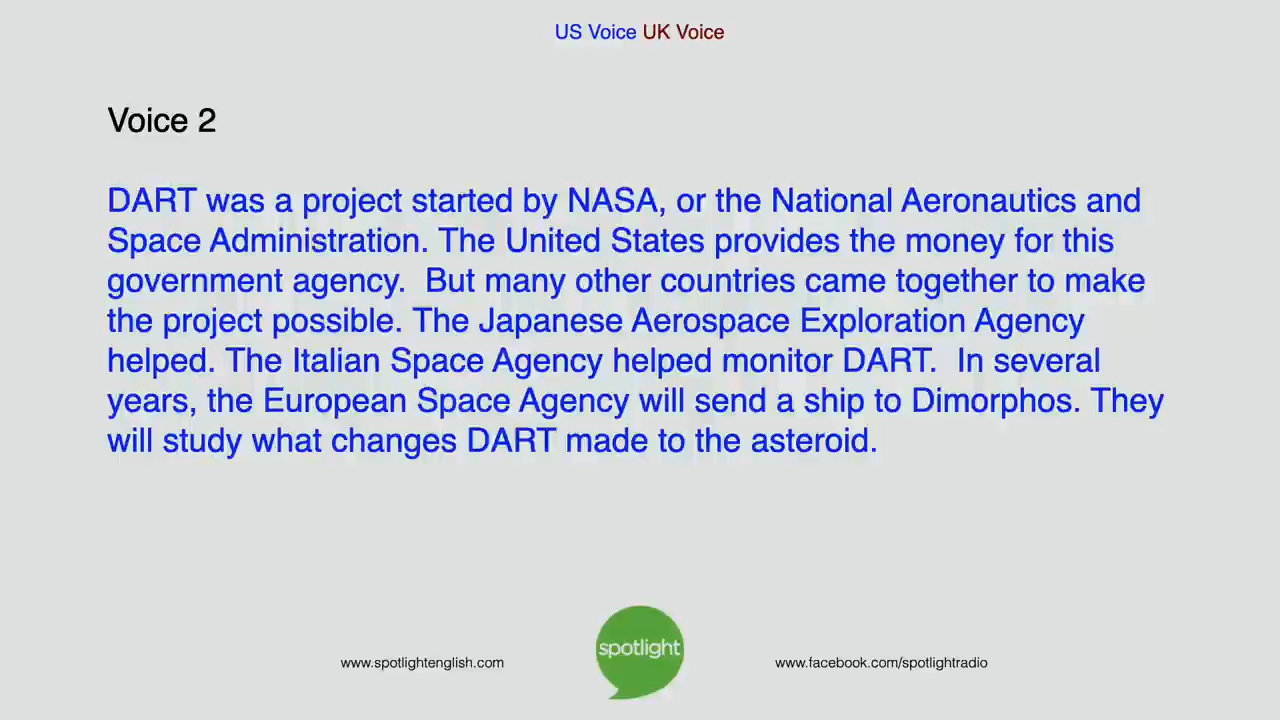 US Voice UK Voice
Voice 2
DART was a project started by NASA, or the National Aeronautics and
Space Administration. The United States provides the money for this
government agency.  But many other countries came together to make
the project possible. The Japanese Aerospace Exploration Agency
helped. The Italian Space Agency helped monitor DART.  In several
years, the European Space Agency will send a ship to Dimorphos. They
will study what changes DART made to the asteroid.
spotlight
www.spotlightenglish.com
www.facebook.com/spotlightradio